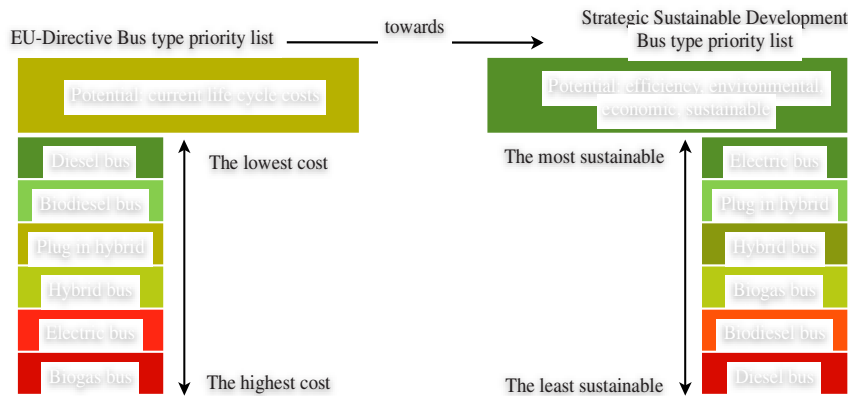 EU-Directive Bus type priority list
towards
Strategic Sustainable Development
Bus type priority list
Potential: current life cycle costs
Potential: efficiency, environmental,
economic, sustainable
Diesel bus
Biodiesel bus
Plug in hybrid
Hybrid bus
Electric bus
Biogas bus
The lowest cost
The highest cost
The most sustainable
The least sustainable
Electric bus
Plug in hybrid
Hybrid bus
Biogas bus
Biodiesel bus
Diesel bus